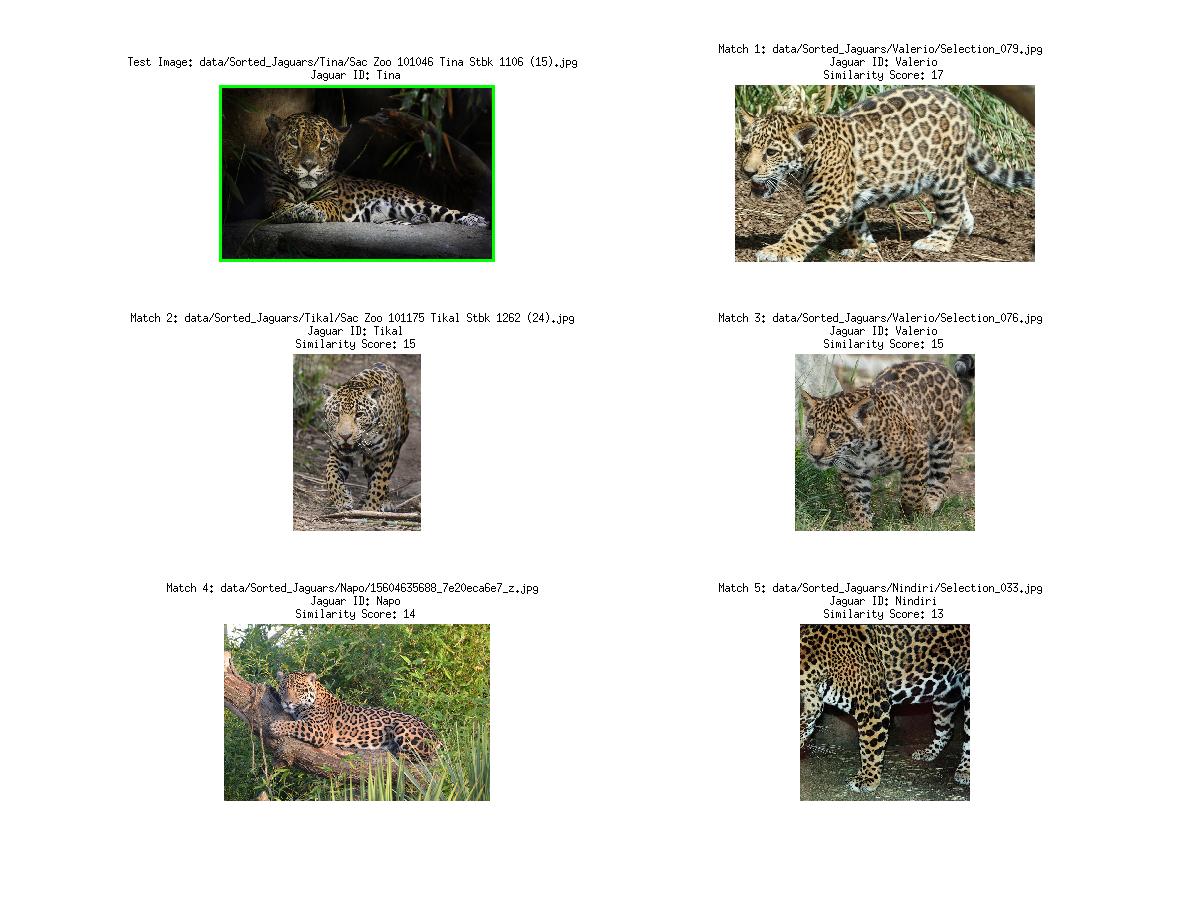 Test Image: data/Sorted_Jaguars/Tina/Sac Zoo 101046 Tina Stbk 1106 (15).jpg
Jaguar ID: Tina
Match 1: data/Sorted_Jaguars/Valerio/Selection_079.jpg
Jaguar ID: Valerio
Similarity Score: 17
Match 2: data/Sorted_Jaguars/Tikal/Sac Zoo 101175 Tikal Stbk 1262 (24).jpg
Jaguar ID: Tikal
Similarity Score: 15
Match 3: data/Sorted_Jaguars/Valerio/Selection_076.jpg
Jaguar ID: Valerio
Similarity Score: 15
Match 4: data/Sorted_Jaguars/Napo/15604635688_7e20eca6e7_z.jpg
Jaguar ID: Napo
Similarity Score: 14
Match 5: data/Sorted_Jaguars/Nindiri/Selection_033.jpg
Jaguar ID: Nindiri
Similarity Score: 13